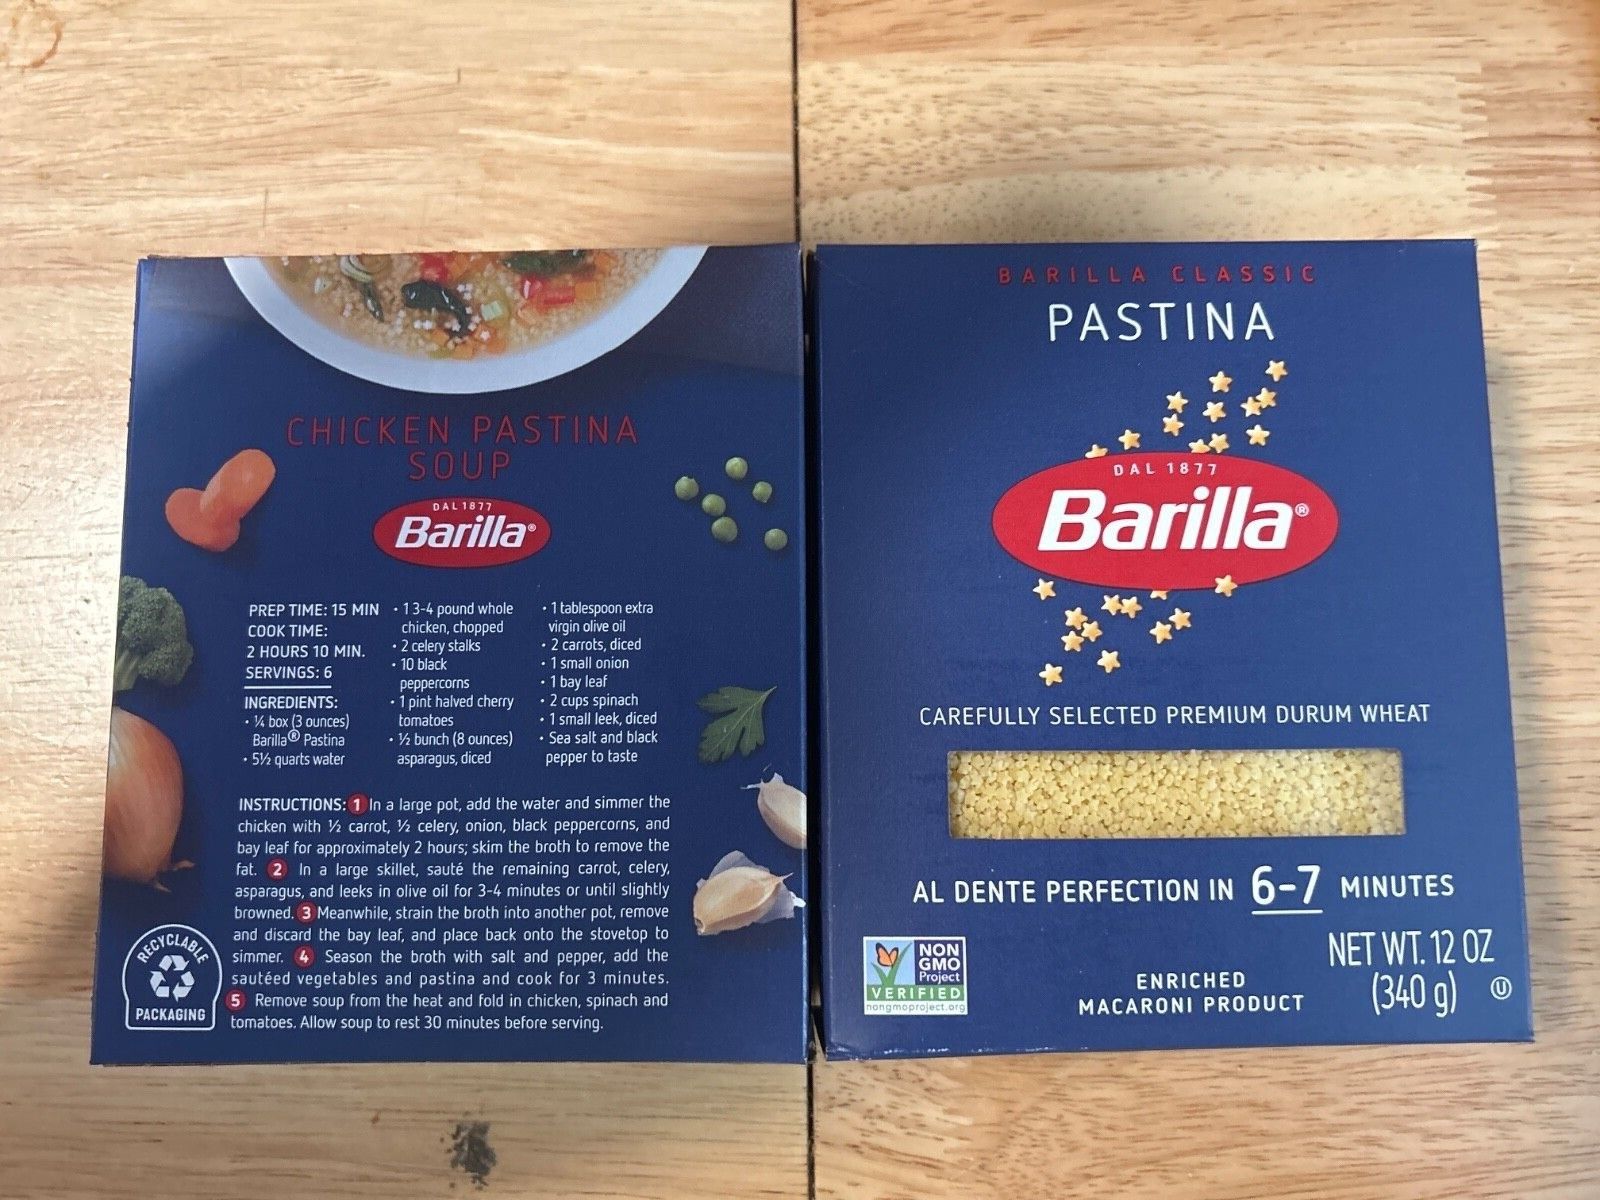 CHICKEN PASTINA
SOUP
DAL 1877
Barilla®
PREP TIME: 15 MIN
COOK TIME:
2 HOURS 10 MIN.
SERVINGS: 6
INGREDIENTS:
• ¼ box (3 ounces)
Barilla® Pastina
• 5½ quarts water
• 1 3-4 pound whole
chicken, chopped
• 2 celery stalks
• 10 black
peppercorns
• 1 pint halved cherry
tomatoes
• ½ bunch (8 ounces)
asparagus, diced
• 1 tablespoon extra
virgin olive oil
• 2 carrots, diced
• 1 small onion
• 1 bay leaf
• 2 cups spinach
• 1 small leek, diced
• Sea salt and black
pepper to taste
INSTRUCTIONS: 1 In a large pot, add the water and simmer the
chicken with ½ carrot, ½ celery, onion, black peppercorns, and
bay leaf for approximately 2 hours; skim the broth to remove the
fat. 2 In a large skillet, sauté the remaining carrot, celery,
asparagus, and leeks in olive oil for 3-4 minutes or until slightly
browned. 3 Meanwhile, strain the broth into another pot, remove
and discard the bay leaf, and place back onto the stovetop to
simmer. 4 Season the broth with salt and pepper, add the
sautéed vegetables and pastina and cook for 3 minutes.
5 Remove soup from the heat and fold in chicken, spinach and
tomatoes. Allow soup to rest 30 minutes before serving.
RECYCLABLE
PACKAGING
BARILLA CLASSIC
PASTINA
DAL 1877
Barilla®
CAREFULLY SELECTED PREMIUM DURUM WHEAT
AL DENTE PERFECTION IN 6-7 MINUTES
NON
GMO
Project
VERIFIED
nongmoproject.org
ENRICHED
MACARONI PRODUCT
NET WT. 12 OZ
(340 g)
U